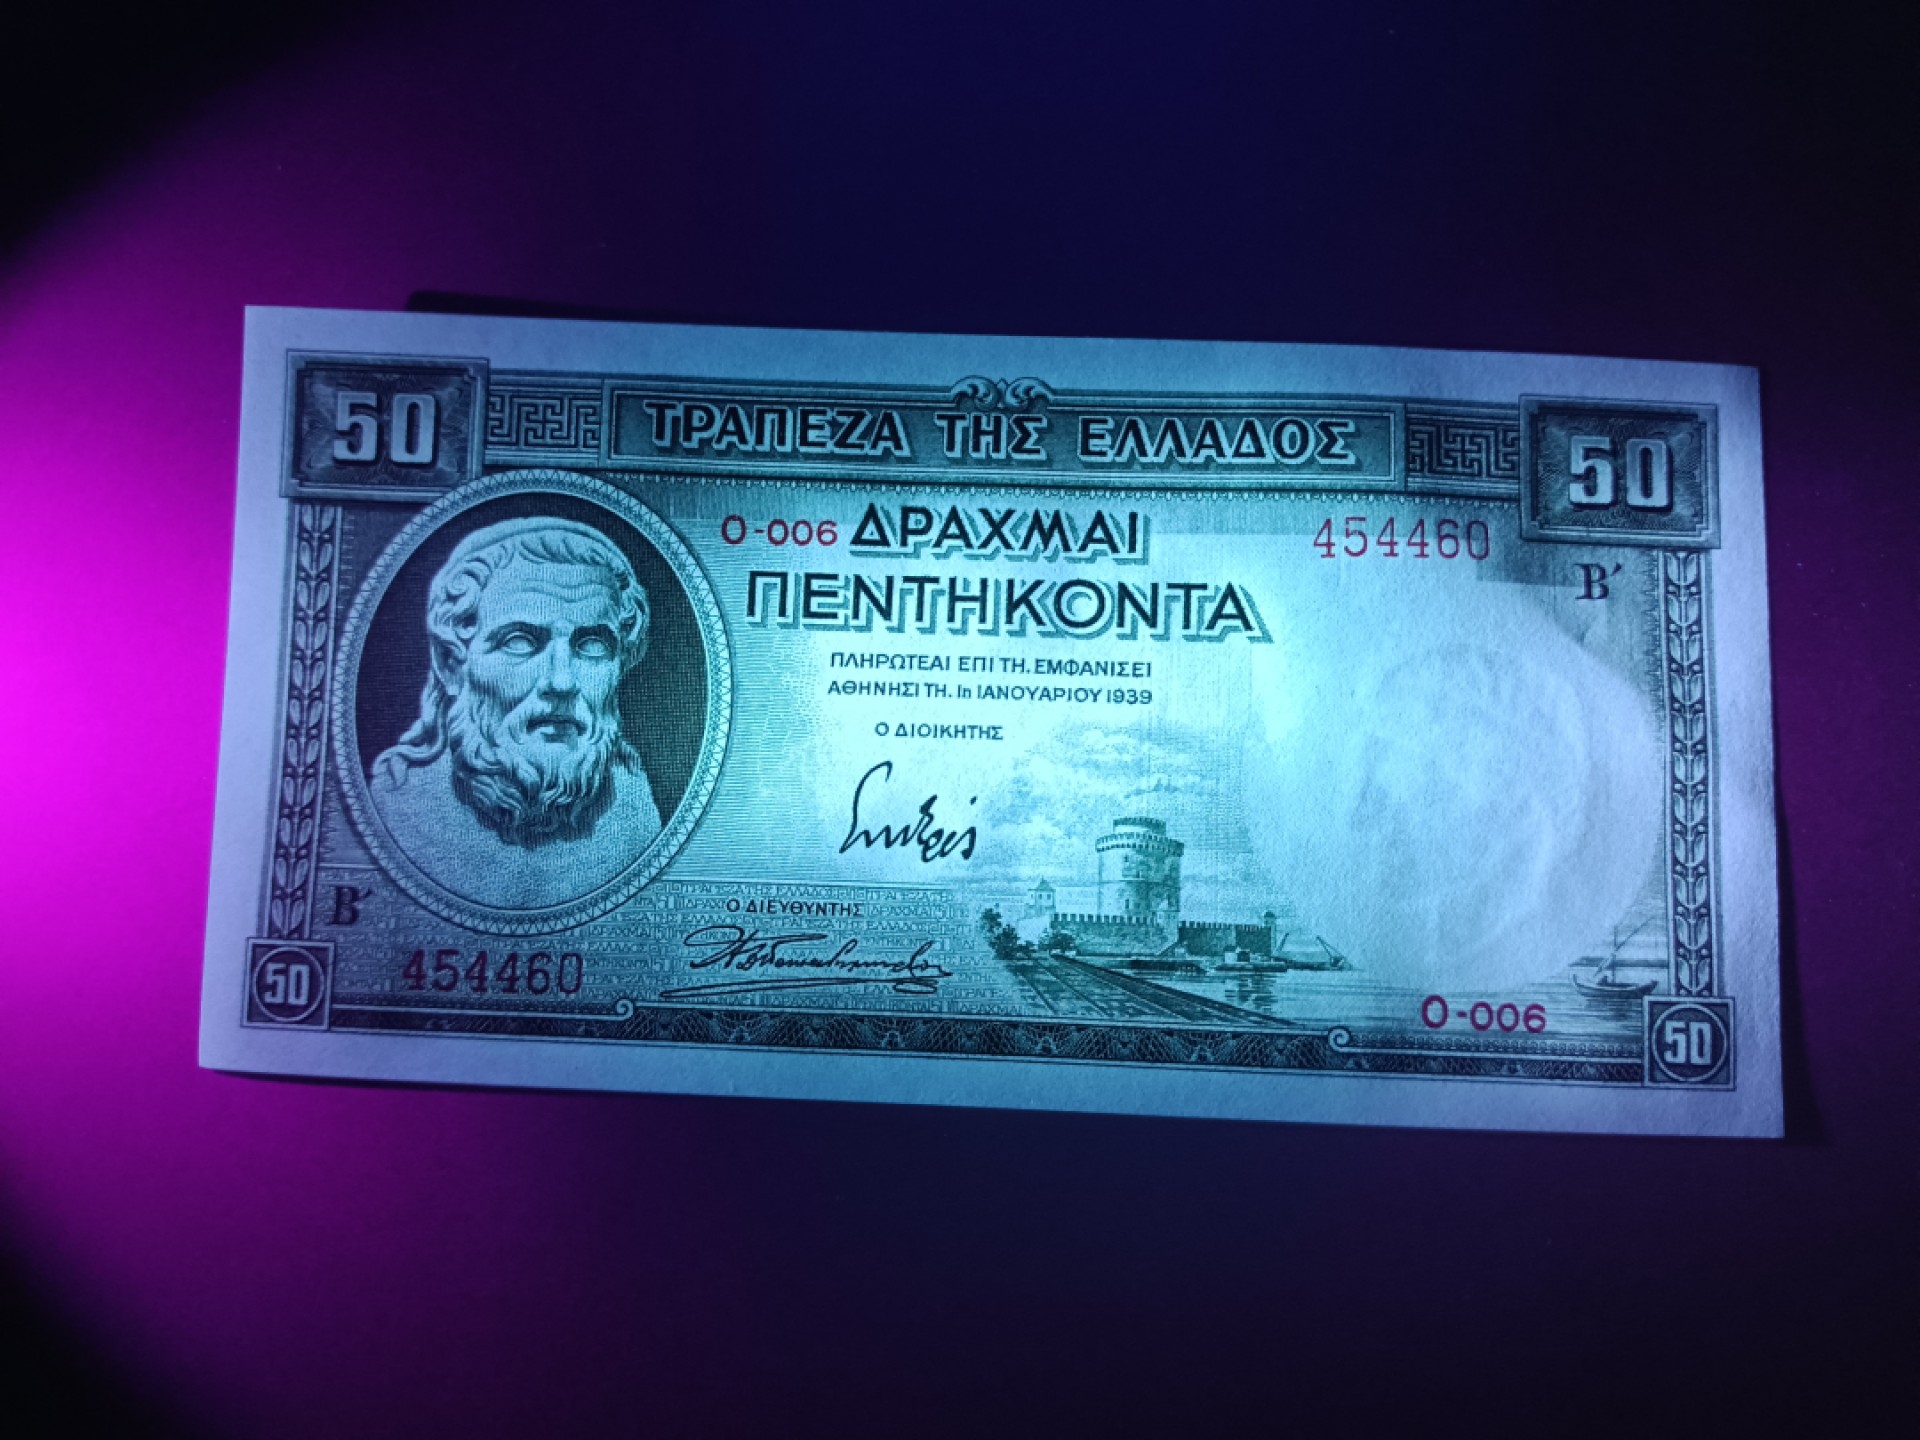 50
ΤΡΑΠΕΖΑ ΤΗΣ ΕΛΛΑΔΟΣ
50
Ο-006 ΔΡΑΧΜΑΙ 454460
ΠΕΝΤΗΚΟΝΤΑ
Β΄
ΠΛΗΡΩΤΕΑΙ ΕΠΙ ΤΗ. ΕΜΦΑΝΙΣΕΙ
ΑΘΗΝΗΣΙ ΤΗ. 1η ΙΑΝΟΥΑΡΙΟΥ 1939
Ο ΔΙΟΙΚΗΤΗΣ
Β΄
Ο ΔΙΕΥΘΥΝΤΗΣ
454460
Ο-006
50
50